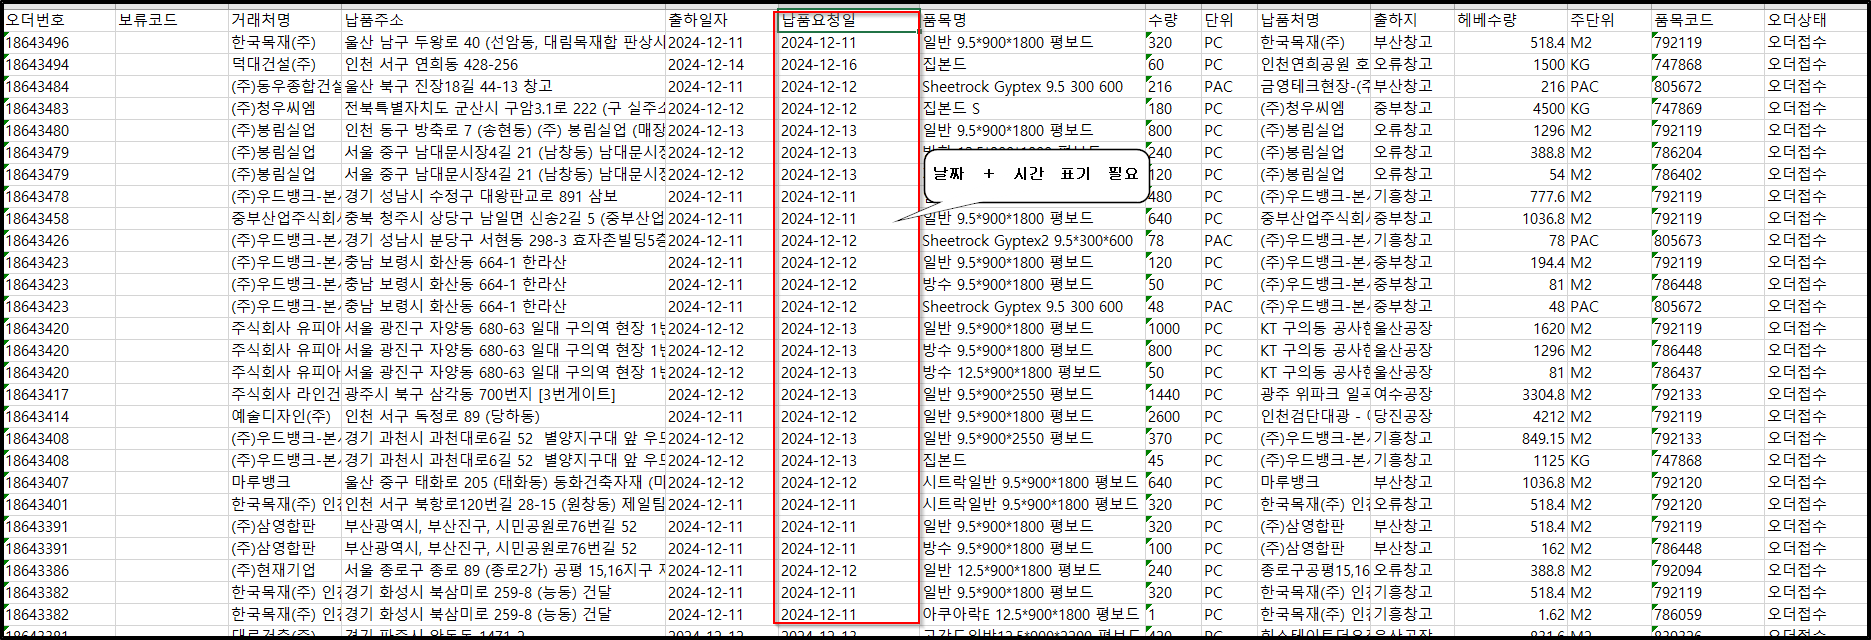 오더번호 보류코드 거래처명 납품주소 출하일자 납품요청일 품목명 수량 단위 납품처명 출하지 헤베수량 주단위 품목코드 오더상태
18643496 한국목재(주) 울산 남구 두왕로 40 (선암동, 대림목재합 판상시 2024-12-11 2024-12-11 일반 9.5*900*1800 평보드 320 PC 한국목재(주) 부산창고 518.4 M2 792119 오더접수
18643494 덕대건설(주) 인천 서구 연희동 428-256 2024-12-14 2024-12-16 집본드 60 PC 인천연희공원 호 오류창고 1500 KG 747868 오더접수
18643484 (주)동우종합건설 울산 북구 진장18길 44-13 창고 2024-12-11 2024-12-12 Sheetrock Gyptex 9.5 300 600 216 PAC 금영테크현장-(주 부산창고 216 PAC 805672 오더접수
18643483 (주)청우씨엠 전북특별자치도 군산시 구암3.1로 222 (구 실주소 2024-12-12 2024-12-12 집본드 S 180 PC (주)청우씨엠 중부창고 4500 KG 747869 오더접수
18643480 (주)봉림실업 인천 동구 방축로 7 (송현동) (주) 봉림실업 (매장 2024-12-13 2024-12-13 일반 9.5*900*1800 평보드 800 PC (주)봉림실업 오류창고 1296 M2 792119 오더접수
18643479 (주)봉림실업 서울 중구 남대문시장4길 21 (남창동) 남대문시장 2024-12-12 2024-12-13 240 PC (주)봉림실업 오류창고 388.8 M2 786204 오더접수
18643479 (주)봉림실업 서울 중구 남대문시장4길 21 (남창동) 남대문시장 2024-12-12 2024-12-13 120 PC (주)봉림실업 오류창고 54 M2 786402 오더접수
날짜 + 시간 표기 필요
18643478 (주)우드뱅크-본사 경기 성남시 수정구 대왕판교로 891 삼보 2024-12-11 2024-12-11 480 PC (주)우드뱅크-본사 기흥창고 777.6 M2 792119 오더접수
18643458 중부산업주식회사 충북 청주시 상당구 남일면 신송2길 5 (중부산업 2024-12-11 2024-12-11 일반 9.5*900*1800 평보드 640 PC 중부산업주식회사 중부창고 1036.8 M2 792119 오더접수
18643426 (주)우드뱅크-본사 경기 성남시 분당구 서현동 298-3 효자촌빌딩5층 2024-12-11 2024-12-12 Sheetrock Gyptex2 9.5*300*600 78 PAC (주)우드뱅크-본사 기흥창고 78 PAC 805673 오더접수
18643423 (주)우드뱅크-본사 충남 보령시 화산동 664-1 한라산 2024-12-11 2024-12-12 일반 9.5*900*1800 평보드 120 PC (주)우드뱅크-본사 중부창고 194.4 M2 792119 오더접수
18643423 (주)우드뱅크-본사 충남 보령시 화산동 664-1 한라산 2024-12-11 2024-12-12 방수 9.5*900*1800 평보드 50 PC (주)우드뱅크-본사 중부창고 81 M2 786448 오더접수
18643423 (주)우드뱅크-본사 충남 보령시 화산동 664-1 한라산 2024-12-11 2024-12-12 Sheetrock Gyptex 9.5 300 600 48 PAC (주)우드뱅크-본사 중부창고 48 PAC 805672 오더접수
18643420 주식회사 유피아 서울 광진구 자양동 680-63 일대 구의역 현장 1번 2024-12-12 2024-12-13 일반 9.5*900*1800 평보드 1000 PC KT 구의동 공사현 울산공장 1620 M2 792119 오더접수
18643420 주식회사 유피아 서울 광진구 자양동 680-63 일대 구의역 현장 1번 2024-12-12 2024-12-13 방수 9.5*900*1800 평보드 800 PC KT 구의동 공사현 울산공장 1296 M2 786448 오더접수
18643420 주식회사 유피아 서울 광진구 자양동 680-63 일대 구의역 현장 1번 2024-12-12 2024-12-13 방수 12.5*900*1800 평보드 50 PC KT 구의동 공사현 울산공장 81 M2 786437 오더접수
18643417 주식회사 라인건 광주시 북구 삼각동 700번지 [3번게이트] 2024-12-12 2024-12-13 일반 9.5*900*2550 평보드 1440 PC 광주 위파크 일곡 여수공장 3304.8 M2 792133 오더접수
18643414 예술디자인(주) 인천 서구 독정로 89 (당하동) 2024-12-11 2024-12-12 일반 9.5*900*1800 평보드 2600 PC 인천검단대광 - 당진공장 4212 M2 792119 오더접수
18643408 (주)우드뱅크-본사 경기 과천시 과천대로6길 52 별양지구대 앞 우드 2024-12-12 2024-12-13 일반 9.5*900*2550 평보드 370 PC (주)우드뱅크-본사 기흥창고 849.15 M2 792133 오더접수
18643408 (주)우드뱅크-본사 경기 과천시 과천대로6길 52 별양지구대 앞 우드 2024-12-12 2024-12-13 집본드 45 PC (주)우드뱅크-본사 기흥창고 1125 KG 747868 오더접수
18643407 마루뱅크 울산 중구 태화로 205 (태화동) 동화건축자재 (마 2024-12-12 2024-12-12 시트락일반 9.5*900*1800 평보드 640 PC 마루뱅크 부산창고 1036.8 M2 792120 오더접수
18643401 한국목재(주) 인천 인천 서구 북항로120번길 28-15 (원창동) 제일팀 2024-12-11 2024-12-11 시트락일반 9.5*900*1800 평보드 320 PC 한국목재(주) 인천 오류창고 518.4 M2 792120 오더접수
18643391 (주)삼영합판 부산광역시, 부산진구, 시민공원로76번길 52 2024-12-11 2024-12-11 일반 9.5*900*1800 평보드 320 PC (주)삼영합판 부산창고 518.4 M2 792119 오더접수
18643391 (주)삼영합판 부산광역시, 부산진구, 시민공원로76번길 52 2024-12-11 2024-12-11 방수 9.5*900*1800 평보드 100 PC (주)삼영합판 부산창고 162 M2 786448 오더접수
18643386 (주)현재기업 서울 종로구 종로 89 (종로2가) 공평 15,16지구 지 2024-12-11 2024-12-12 일반 12.5*900*1800 평보드 240 PC 종로구공평15,16 오류창고 388.8 M2 792094 오더접수
18643382 한국목재(주) 인천 경기 화성시 북삼미로 259-8 (능동) 건달 2024-12-11 2024-12-11 일반 9.5*900*1800 평보드 320 PC 한국목재(주) 인천 기흥창고 518.4 M2 792119 오더접수
18643382 한국목재(주) 인천 경기 화성시 북삼미로 259-8 (능동) 건달 2024-12-11 2024-12-11 아쿠아락E 12.5*900*1800 평보드 1 PC 한국목재(주) 인천 기흥창고 1.62 M2 786059 오더접수